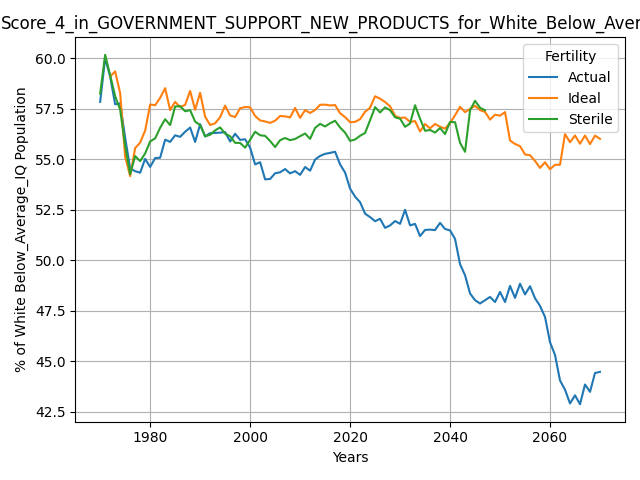 Score_4_in_GOVERNMENT_SUPPORT_NEW_PRODUCTS_for_White_Below_Aver
Fertility
Actual
Ideal
Sterile
% of White Below_Average_IQ Population
60.0
57.5
55.0
52.5
50.0
47.5
45.0
42.5
1980
2000
2020
2040
2060
Years